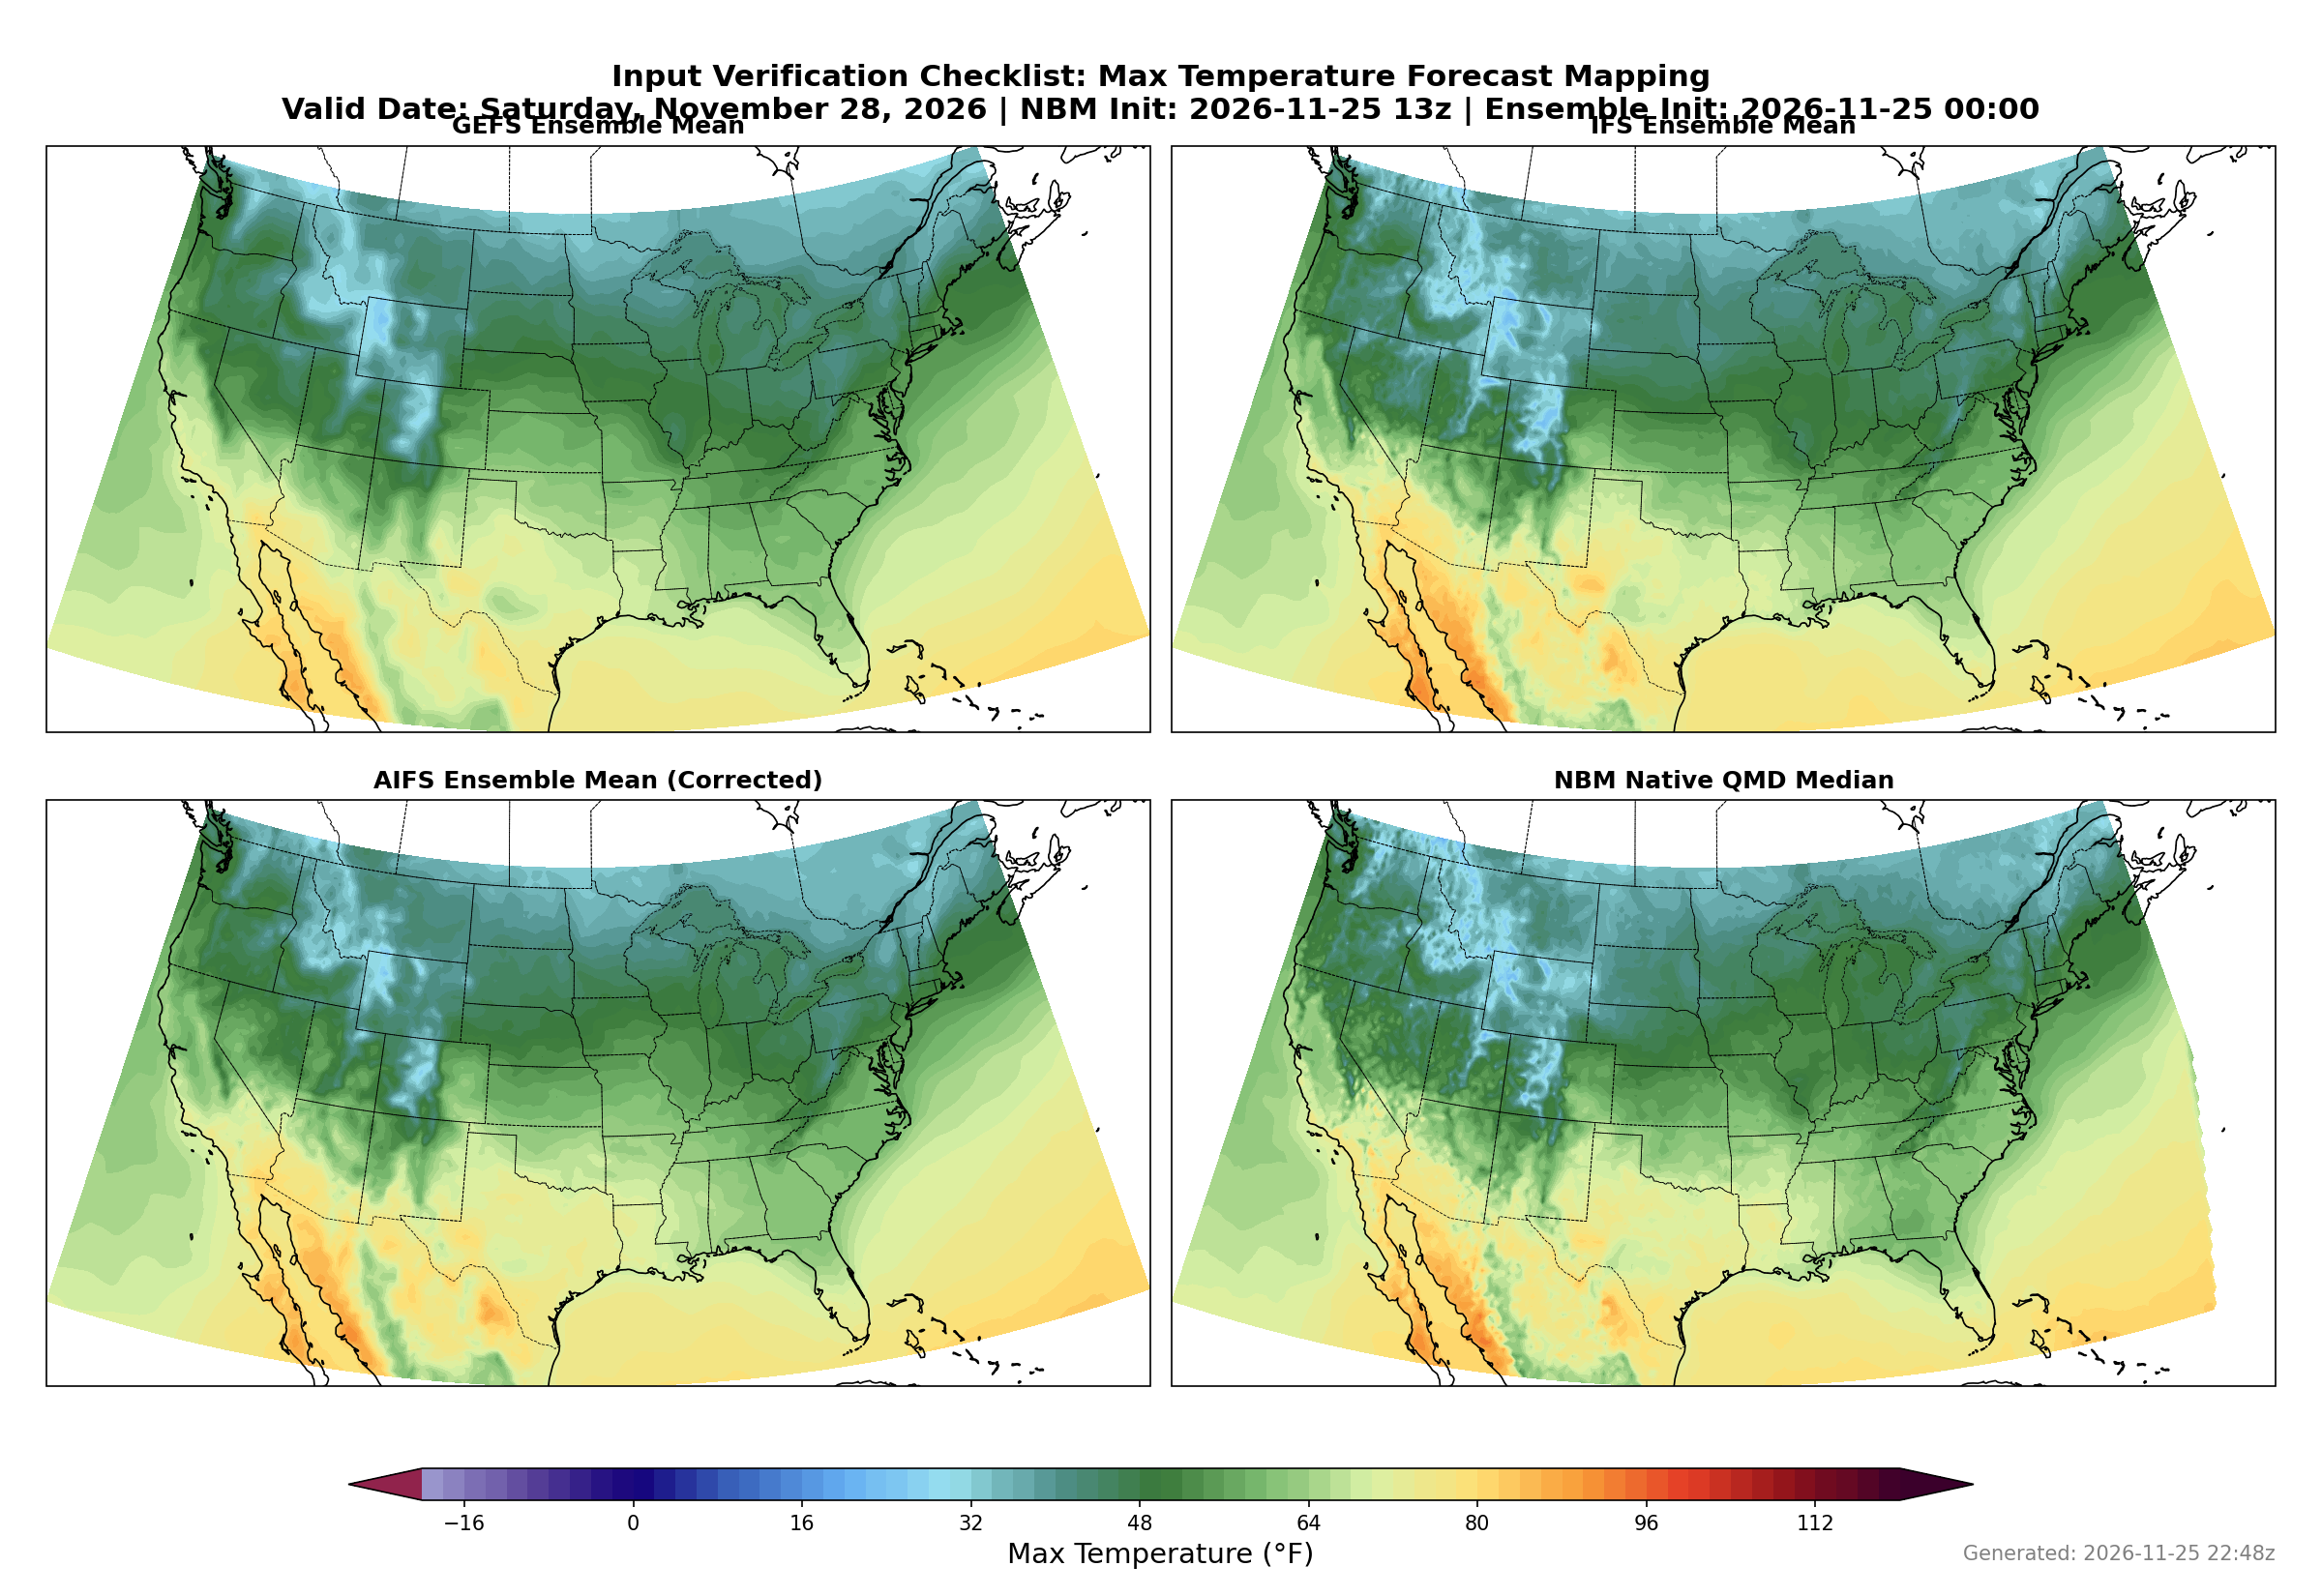 Input Verification Checklist: Max Temperature Forecast Mapping
Valid Date: Saturday, November 28, 2026 | NBM Init: 2026-11-25 13z | Ensemble Init: 2026-11-25 00:00
GEFS Ensemble Mean
IFS Ensemble Mean
AIFS Ensemble Mean (Corrected)
NBM Native QMD Median
−16 0 16 32 48 64 80 96 112
Max Temperature (°F)
Generated: 2026-11-25 22:48z